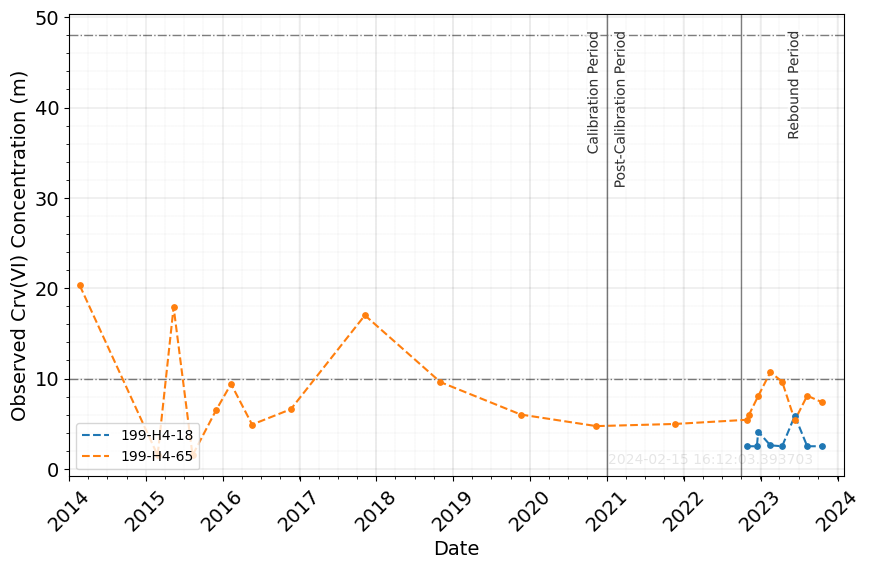 50
40
30
20
10
0
Observed Crv(VI) Concentration (m)
Calibration Period
Post-Calibration Period
Rebound Period
199-H4-18
199-H4-65
2024-02-15 16:12:03.393703
2014
2015
2016
2017
2018
2019
2020
2021
2022
2023
2024
Date